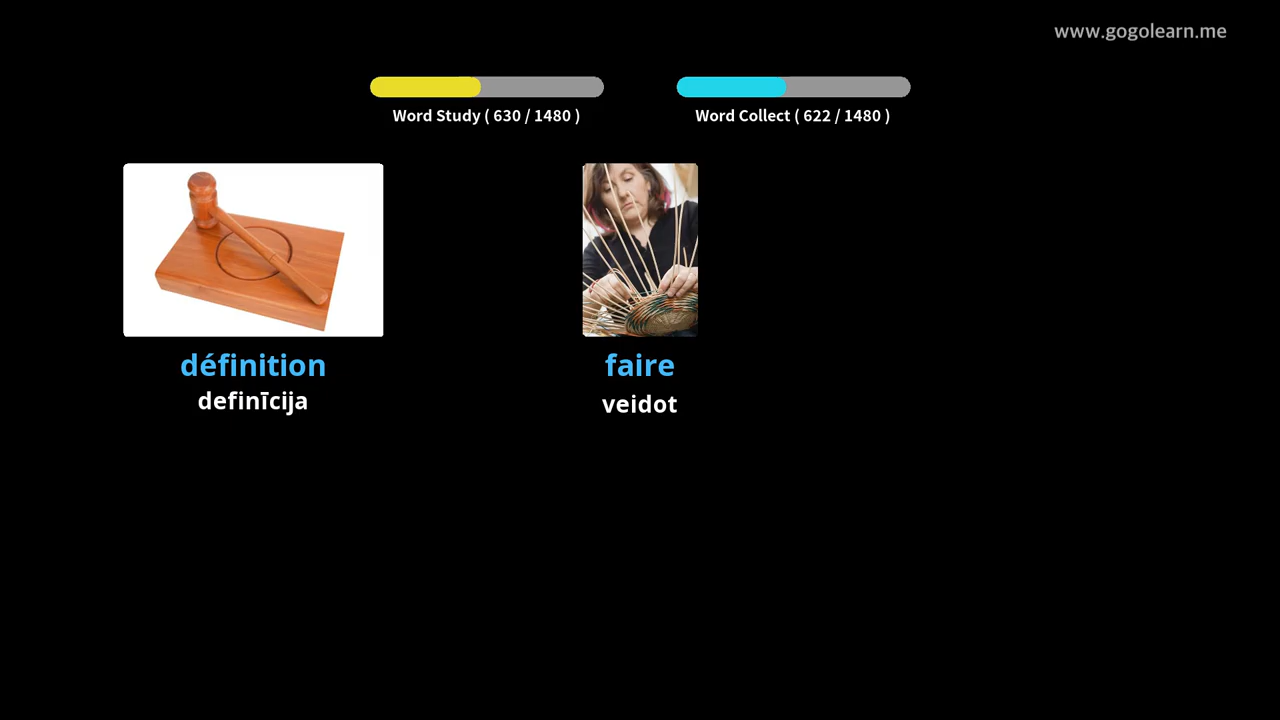 www.gogolearn.me
Word Study ( 630 / 1480 )
Word Collect ( 622 / 1480 )
définition
definīcija
faire
veidot